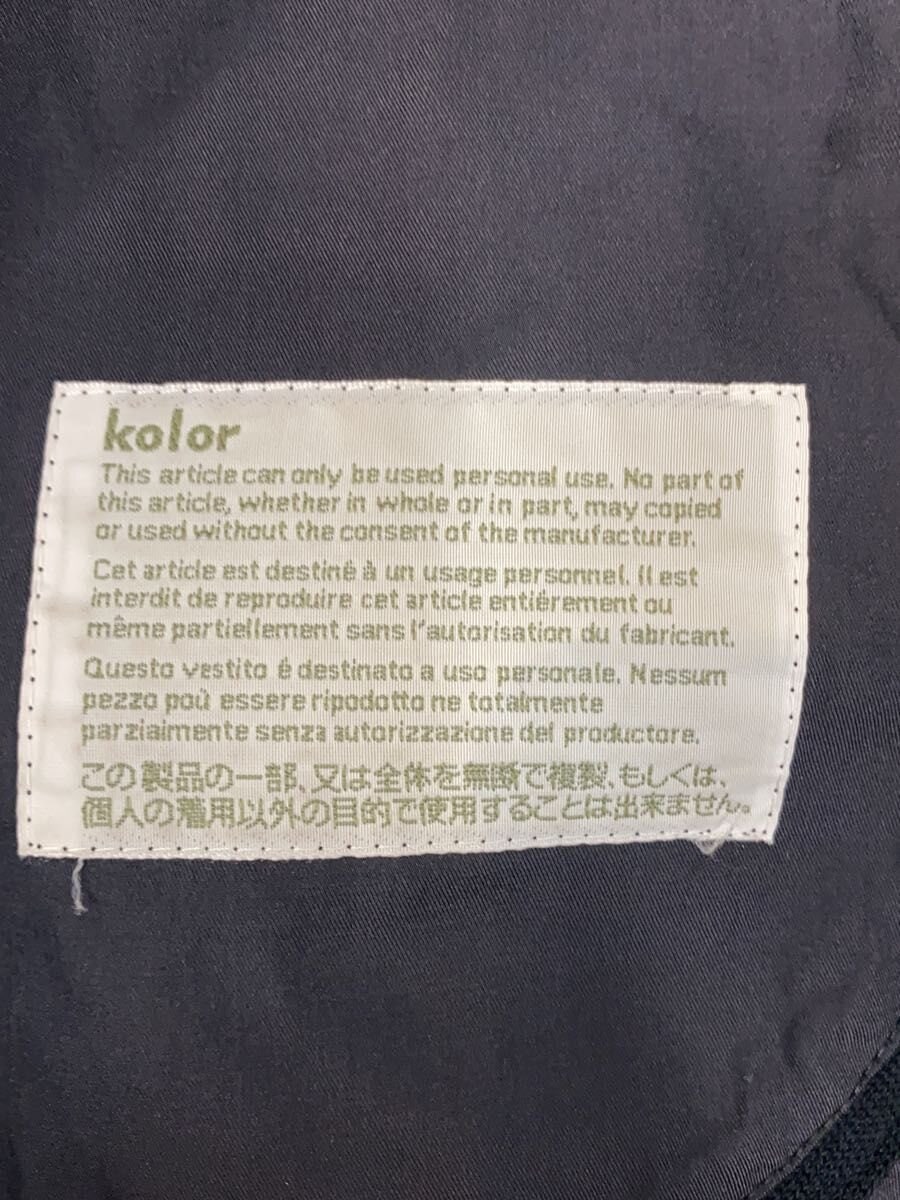 kolor
This article can only be used personal use. No part of
this article, whether in whole or in part, may copied
or used without the consent of the manufacturer.
Cet article est destiné à un usage personnel. Il est
interdit de reproduire cet article entiérement ou
même partiellement sans l'autorisation du fabricant.
Questo vestito é destinato a uso personale. Nessum
pezzo poù essere ripodotto ne totalmente
parziaimente senza autorizzazione del productore.
この製品の一部、又は全体を無断で複製、もしくは、
個人の着用以外の目的で使用することは出来ません。